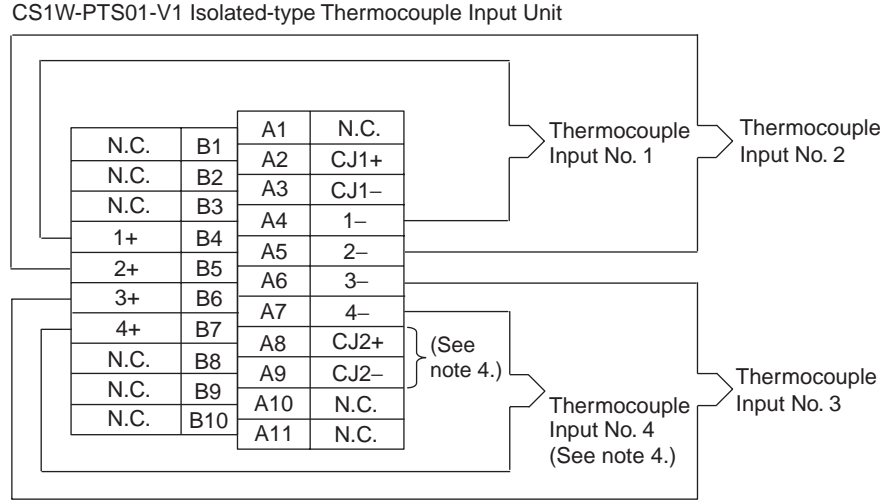 CS1W-PTS01-V1 Isolated-type Thermocouple Input Unit
N.C. B1
N.C. B2
N.C. B3
1+ B4
2+ B5
3+ B6
4+ B7
N.C. B8
N.C. B9
N.C. B10
A1 N.C.
A2 CJ1+
A3 CJ1−
A4 1−
A5 2−
A6 3−
A7 4−
A8 CJ2+
A9 CJ2−
A10 N.C.
A11 N.C.
(See
note 4.)
Thermocouple
Input No. 1
Thermocouple
Input No. 2
Thermocouple
Input No. 4
(See note 4.)
Thermocouple
Input No. 3